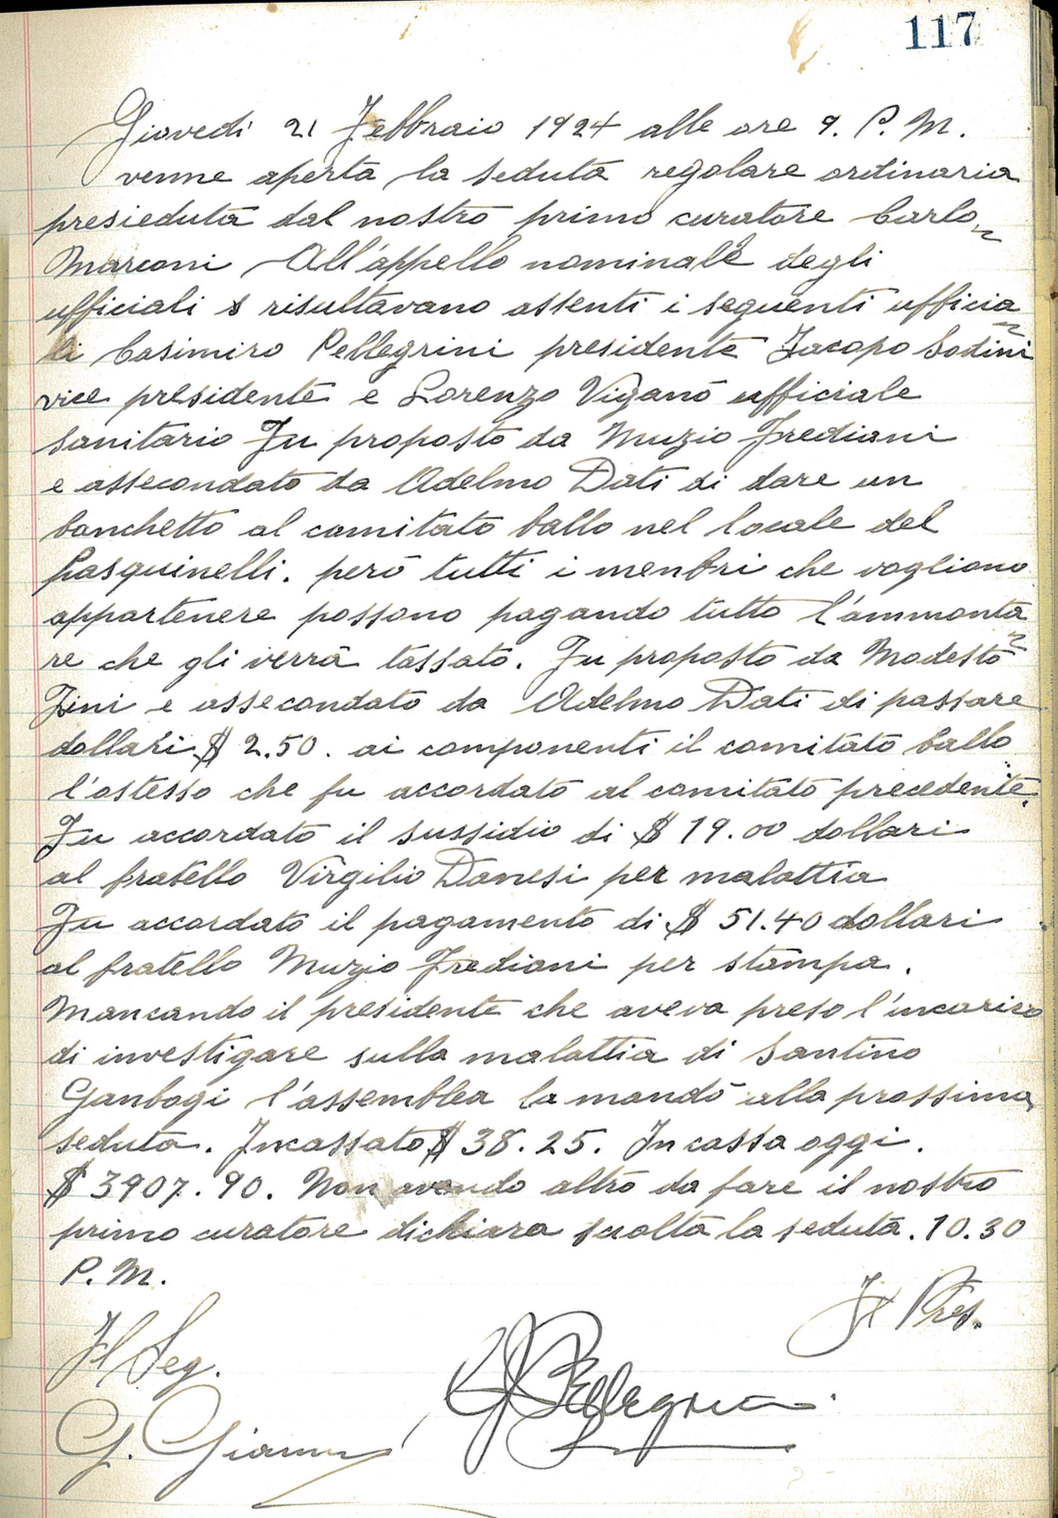 117
Giovedi 21 Febbraio 1924 alle ore 9. P. M.
venne aperta la seduta regolare ordinaria
presieduta dal nostro primo curatore Carlo
Marconi All'appello nominale degli
ufficiali s risultavano assenti i seguenti ufficia
li Casimiro Pellegrini presidente Jacopo Sodini
vice presidente e Lorenzo Viganò ufficiale
sanitario Fu proposto da Muzio Frediani
e assecondato da Adelmo Dati di dare un
banchetto al comitato ballo nel locale del
Pasquinelli. però tutti i menbri che vogliono
appartenere possono pagando tutto l'ammonta
re che gli verrà tassato. Fu proposto da Modesto
Fini e assecondato da Adelmo Dati di passare
dollari $ 2.50. ai componenti il comitato ballo
l'ostesso che fu accordato al comitato precedente.
Fu accordato il sussidio di $ 19.00 dollari
al fratello Virgilio Danesi per malattia
Fu accordato il pagamento di $ 51.40 dollari
al fratello Muzio Frediani per stampa.
Mancando il presidente che aveva preso l'incarico
di investigare sulla malattia di Santino
Ganbogi l'assemblea la mandò alla prossima
seduta. Incassato $ 38.25. In cassa oggi.
$ 3907.90. Non avendo altro da fare il nostro
primo curatore dichiara sciolta la seduta. 10.30
P. M.
Il Pres.
Il Seg.
C Pellegrini
G. Giannini